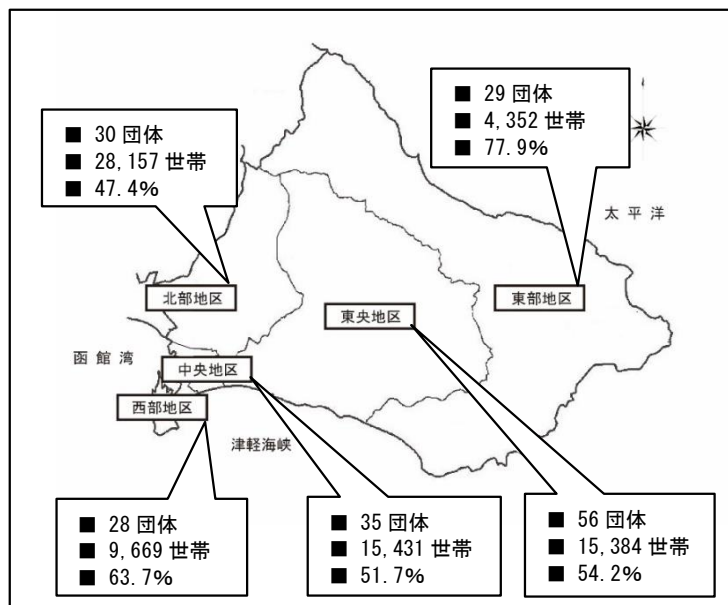 ■ 30 団体
■ 28,157 世帯
■ 47.4%
■ 29 団体
■ 4,352 世帯
■ 77.9%
太平洋
北部地区
東央地区
東部地区
函館湾
中央地区
西部地区
津軽海峡
■ 28 団体
■ 9,669 世帯
■ 63.7%
■ 35 団体
■ 15,431 世帯
■ 51.7%
■ 56 団体
■ 15,384 世帯
■ 54.2%